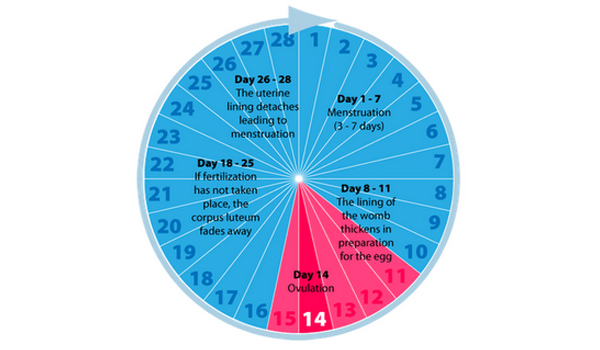 1
2
3
4
5
6
7
8
9
10
11
12
13
14
15
16
17
18
19
20
21
22
23
24
25
26
27
28
Day 1 - 7
Menstruation
(3 - 7 days)
Day 8 - 11
The lining of
the womb
thickens in
preparation
for the egg
Day 14
Ovulation
Day 18 - 25
If fertilization
has not taken
place, the
corpus luteum
fades away
Day 26 - 28
The uterine
lining detaches
leading to
menstruation